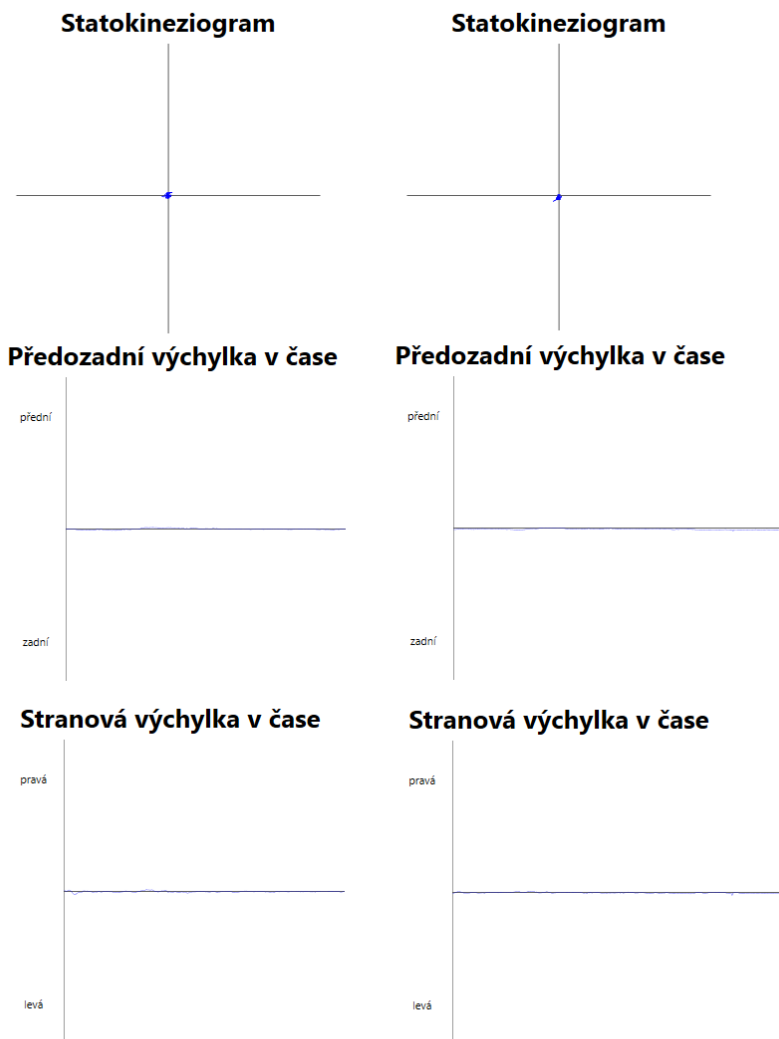 Statokineziogram
Statokineziogram
Předozadní výchylka v čase
Předozadní výchylka v čase
přední
přední
zadní
zadní
Stranová výchylka v čase
Stranová výchylka v čase
pravá
pravá
levá
levá